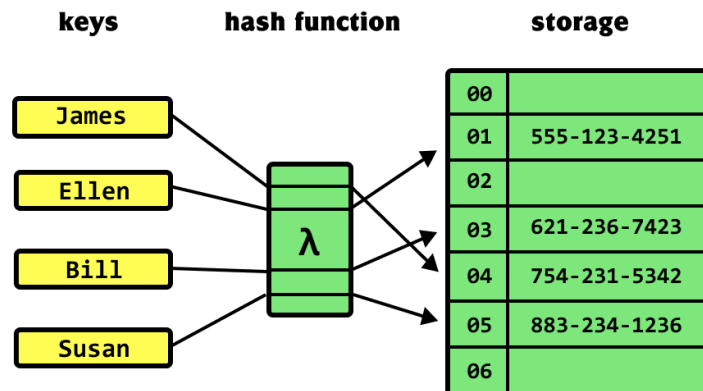 keys hash function storage
James
Ellen
Bill
Susan
λ
00
01 555-123-4251
02
03 621-236-7423
04 754-231-5342
05 883-234-1236
06